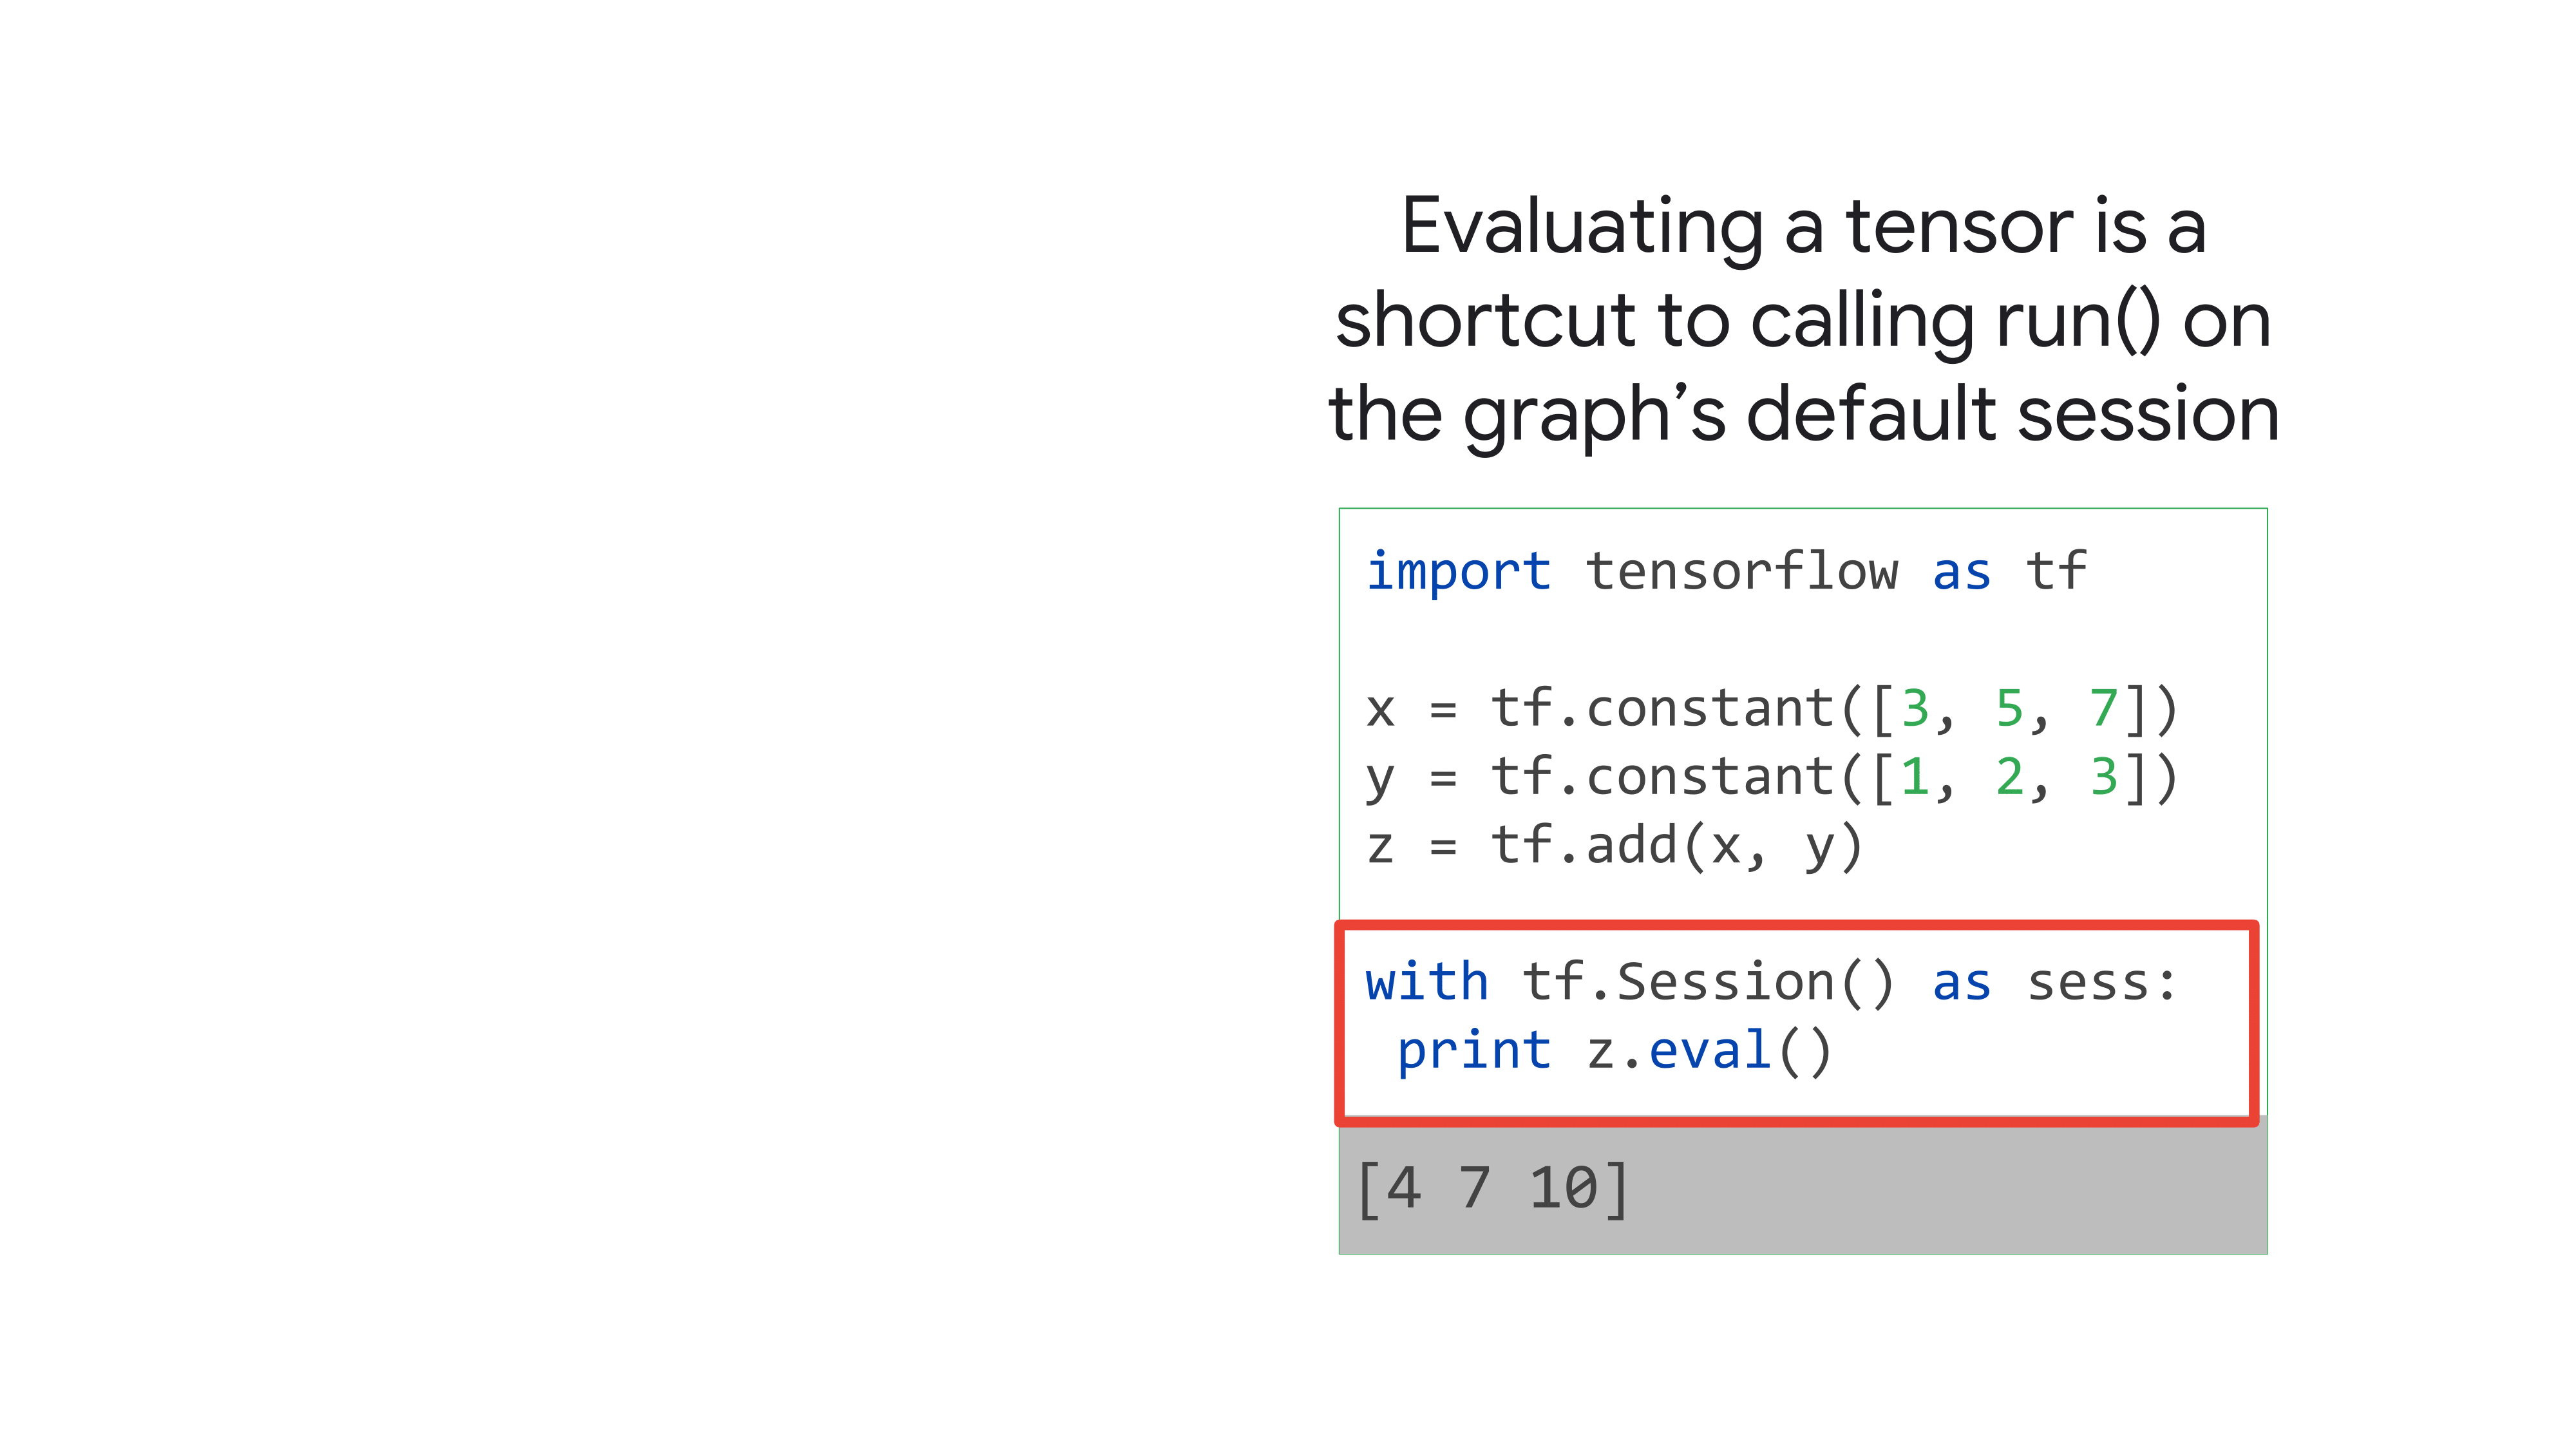 Evaluating a tensor is a
shortcut to calling run() on
the graph’s default session
import tensorflow as tf
x = tf.constant([3, 5, 7])
y = tf.constant([1, 2, 3])
z = tf.add(x, y)
with tf.Session() as sess:
 print z.eval()
[4 7 10]